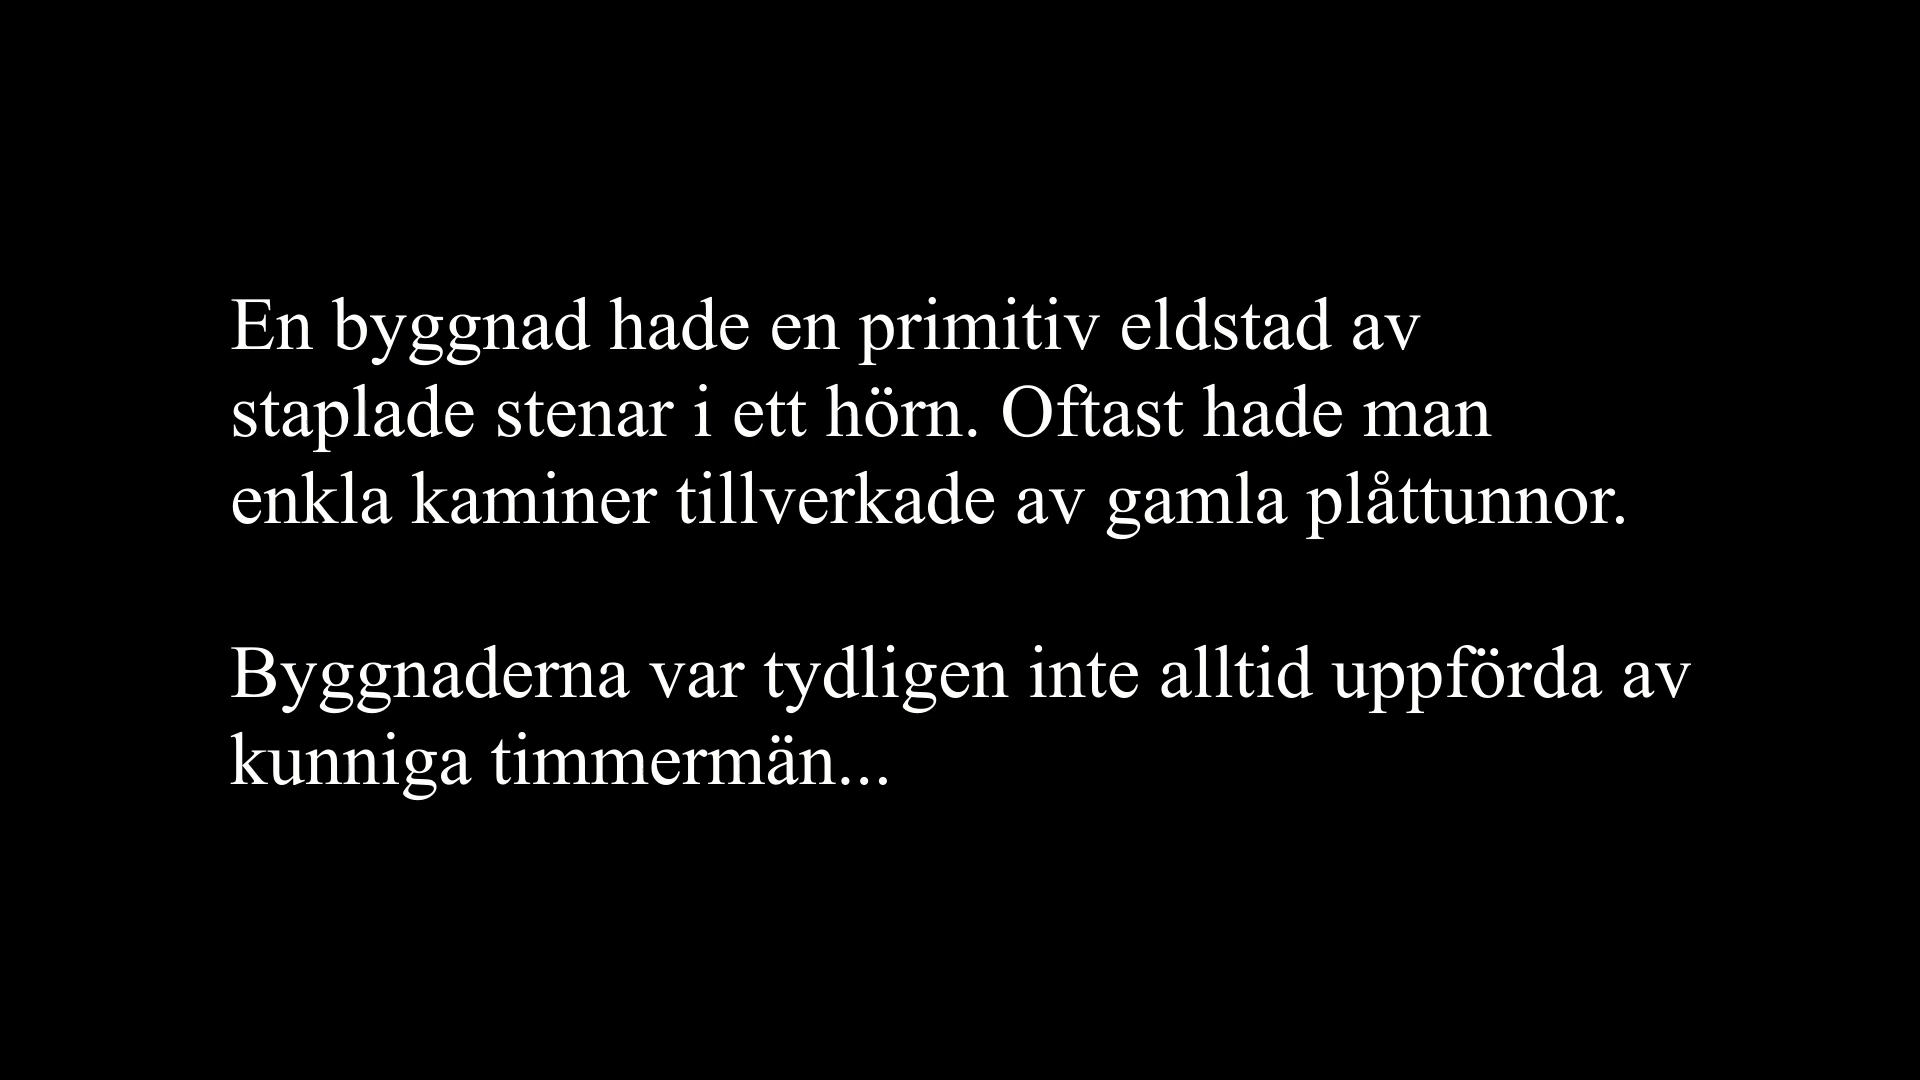 En byggnad hade en primitiv eldstad av
staplade stenar i ett hörn. Oftast hade man
enkla kaminer tillverkade av gamla plåttunnor.
Byggnaderna var tydligen inte alltid uppförda av
kunniga timmermän...